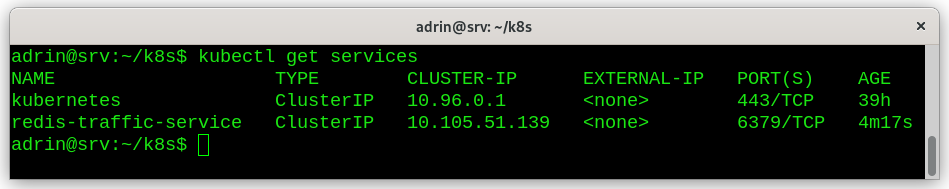 adrin@srv: ~/k8s
×
adrin@srv:~/k8s$ kubectl get services
NAME TYPE CLUSTER-IP EXTERNAL-IP PORT(S) AGE
kubernetes ClusterIP 10.96.0.1 <none> 443/TCP 39h
redis-traffic-service ClusterIP 10.105.51.139 <none> 6379/TCP 4m17s
adrin@srv:~/k8s$